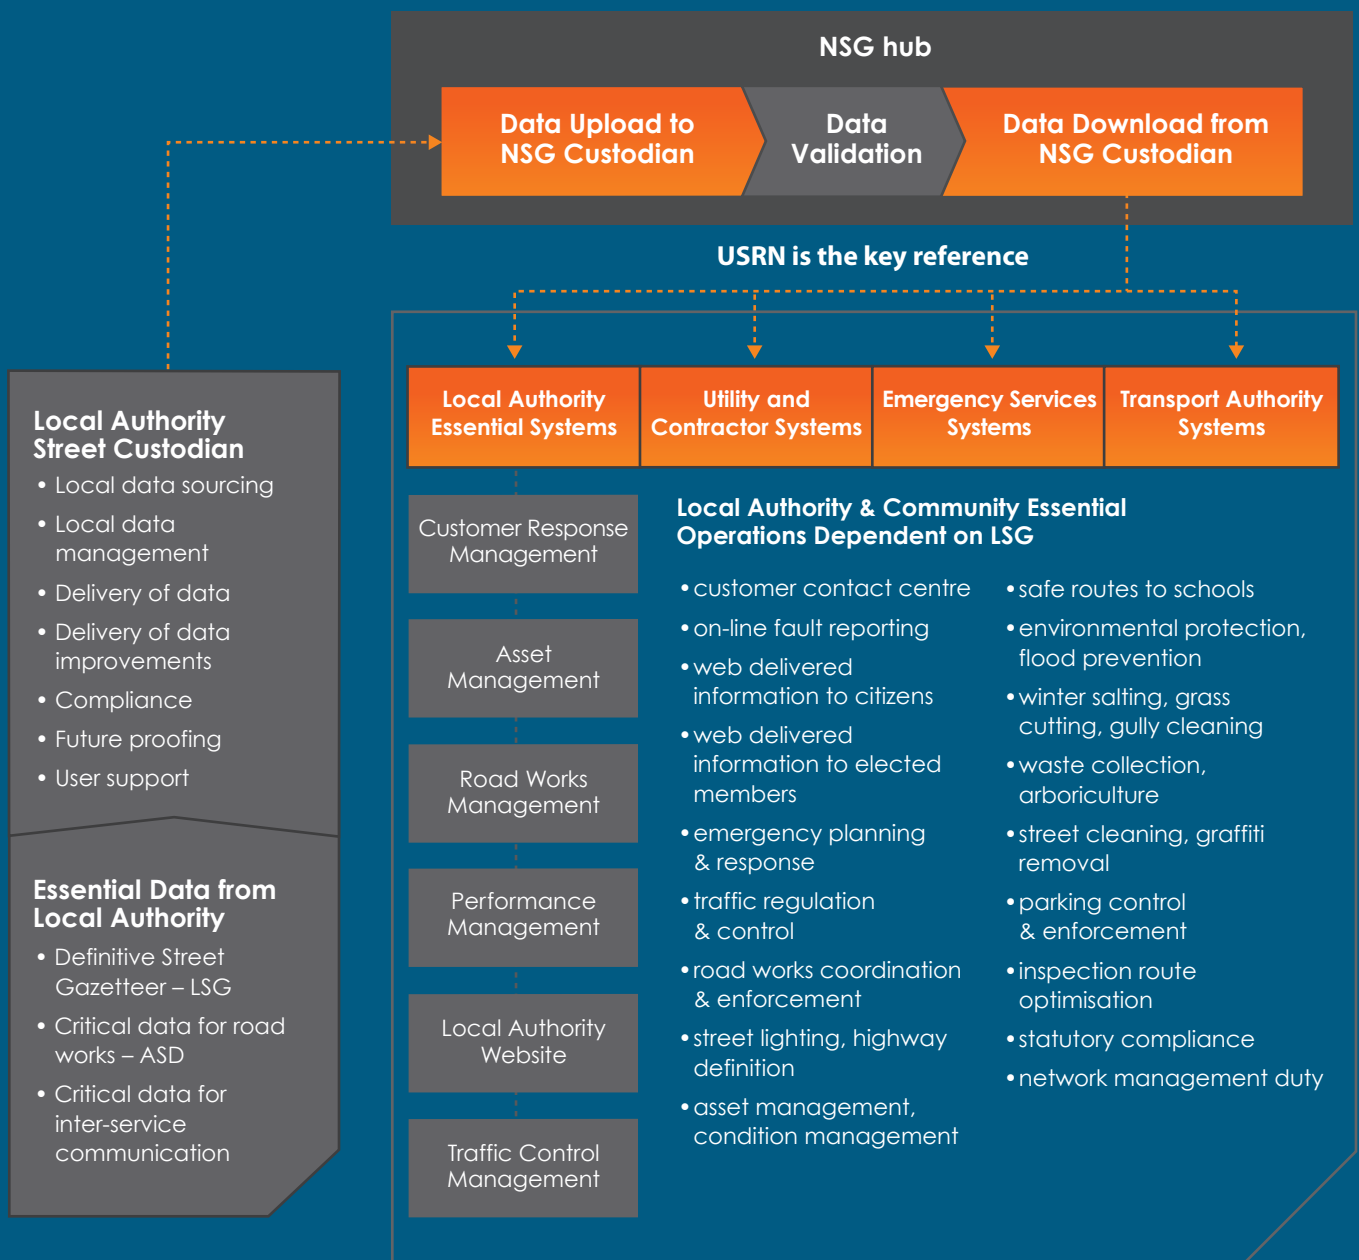 NSG hub
Data Upload to
NSG Custodian
Data
Validation
Data Download from
NSG Custodian
USRN is the key reference
Local Authority
Street Custodian
• Local data sourcing
• Local data
management
• Delivery of data
• Delivery of data
improvements
• Compliance
• Future proofing
• User support
Essential Data from
Local Authority
• Definitive Street
Gazetteer – LSG
• Critical data for road
works – ASD
• Critical data for
inter-service
communication
Local Authority
Essential Systems
Utility and
Contractor Systems
Emergency Services
Systems
Transport Authority
Systems
Customer Response
Management
Asset
Management
Road Works
Management
Performance
Management
Local Authority
Website
Traffic Control
Management
Local Authority & Community Essential
Operations Dependent on LSG
• customer contact centre
• on-line fault reporting
• web delivered
information to citizens
• web delivered
information to elected
members
• emergency planning
& response
• traffic regulation
& control
• road works coordination
& enforcement
• street lighting, highway
definition
• asset management,
condition management
• safe routes to schools
• environmental protection,
flood prevention
• winter salting, grass
cutting, gully cleaning
• waste collection,
arboriculture
• street cleaning, graffiti
removal
• parking control
& enforcement
• inspection route
optimisation
• statutory compliance
• network management duty